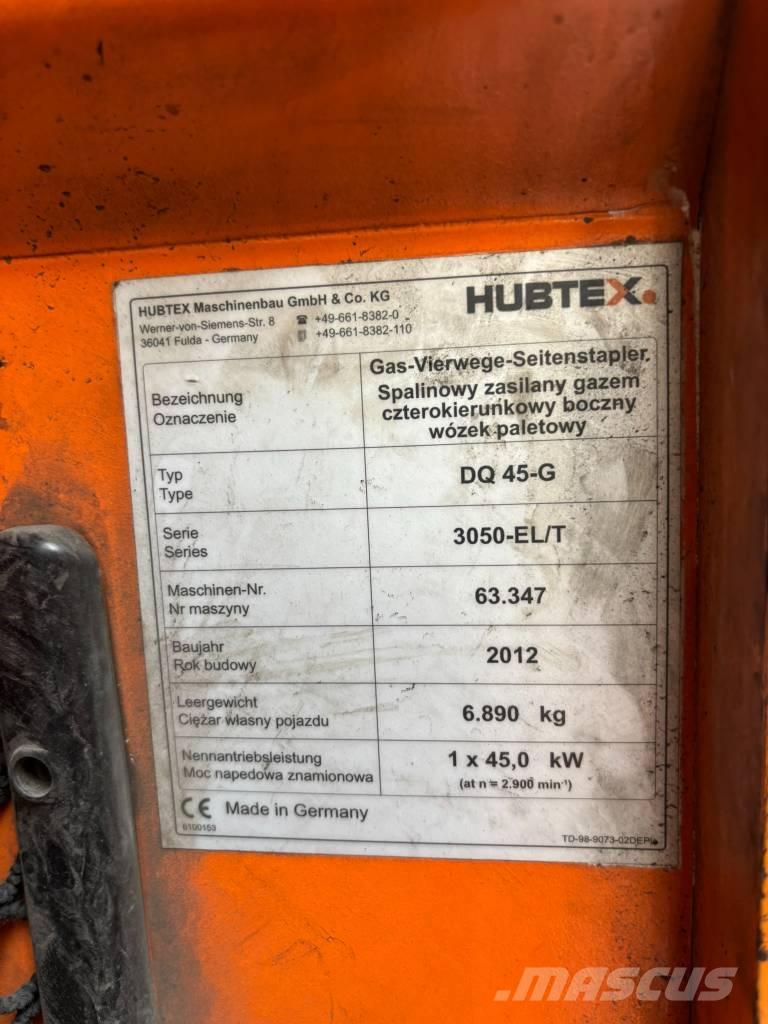 HUBTEX Maschinenbau GmbH & Co. KG
Werner-von-Siemens-Str. 8 ☎ +49-661-8382-0
36041 Fulda - Germany +49-661-8382-110
HUBTEX.
Bezeichnung
Oznaczenie
Gas-Vierwege-Seitenstapler.
Spalinowy zasilany gazem
czterokierunkowy boczny
wózek paletowy
Typ
Type
DQ 45-G
Serie
Series
3050-EL/T
Maschinen-Nr.
Nr maszyny
63.347
Baujahr
Rok budowy
2012
Leergewicht
Ciężar własny pojazdu
6.890 kg
Nennantriebsleistung
Moc napedowa znamionowa
1 x 45,0 kW
(at n = 2.900 min⁻¹)
CE Made in Germany
6100153
TD-98-9073-02DEPL
MASCUS